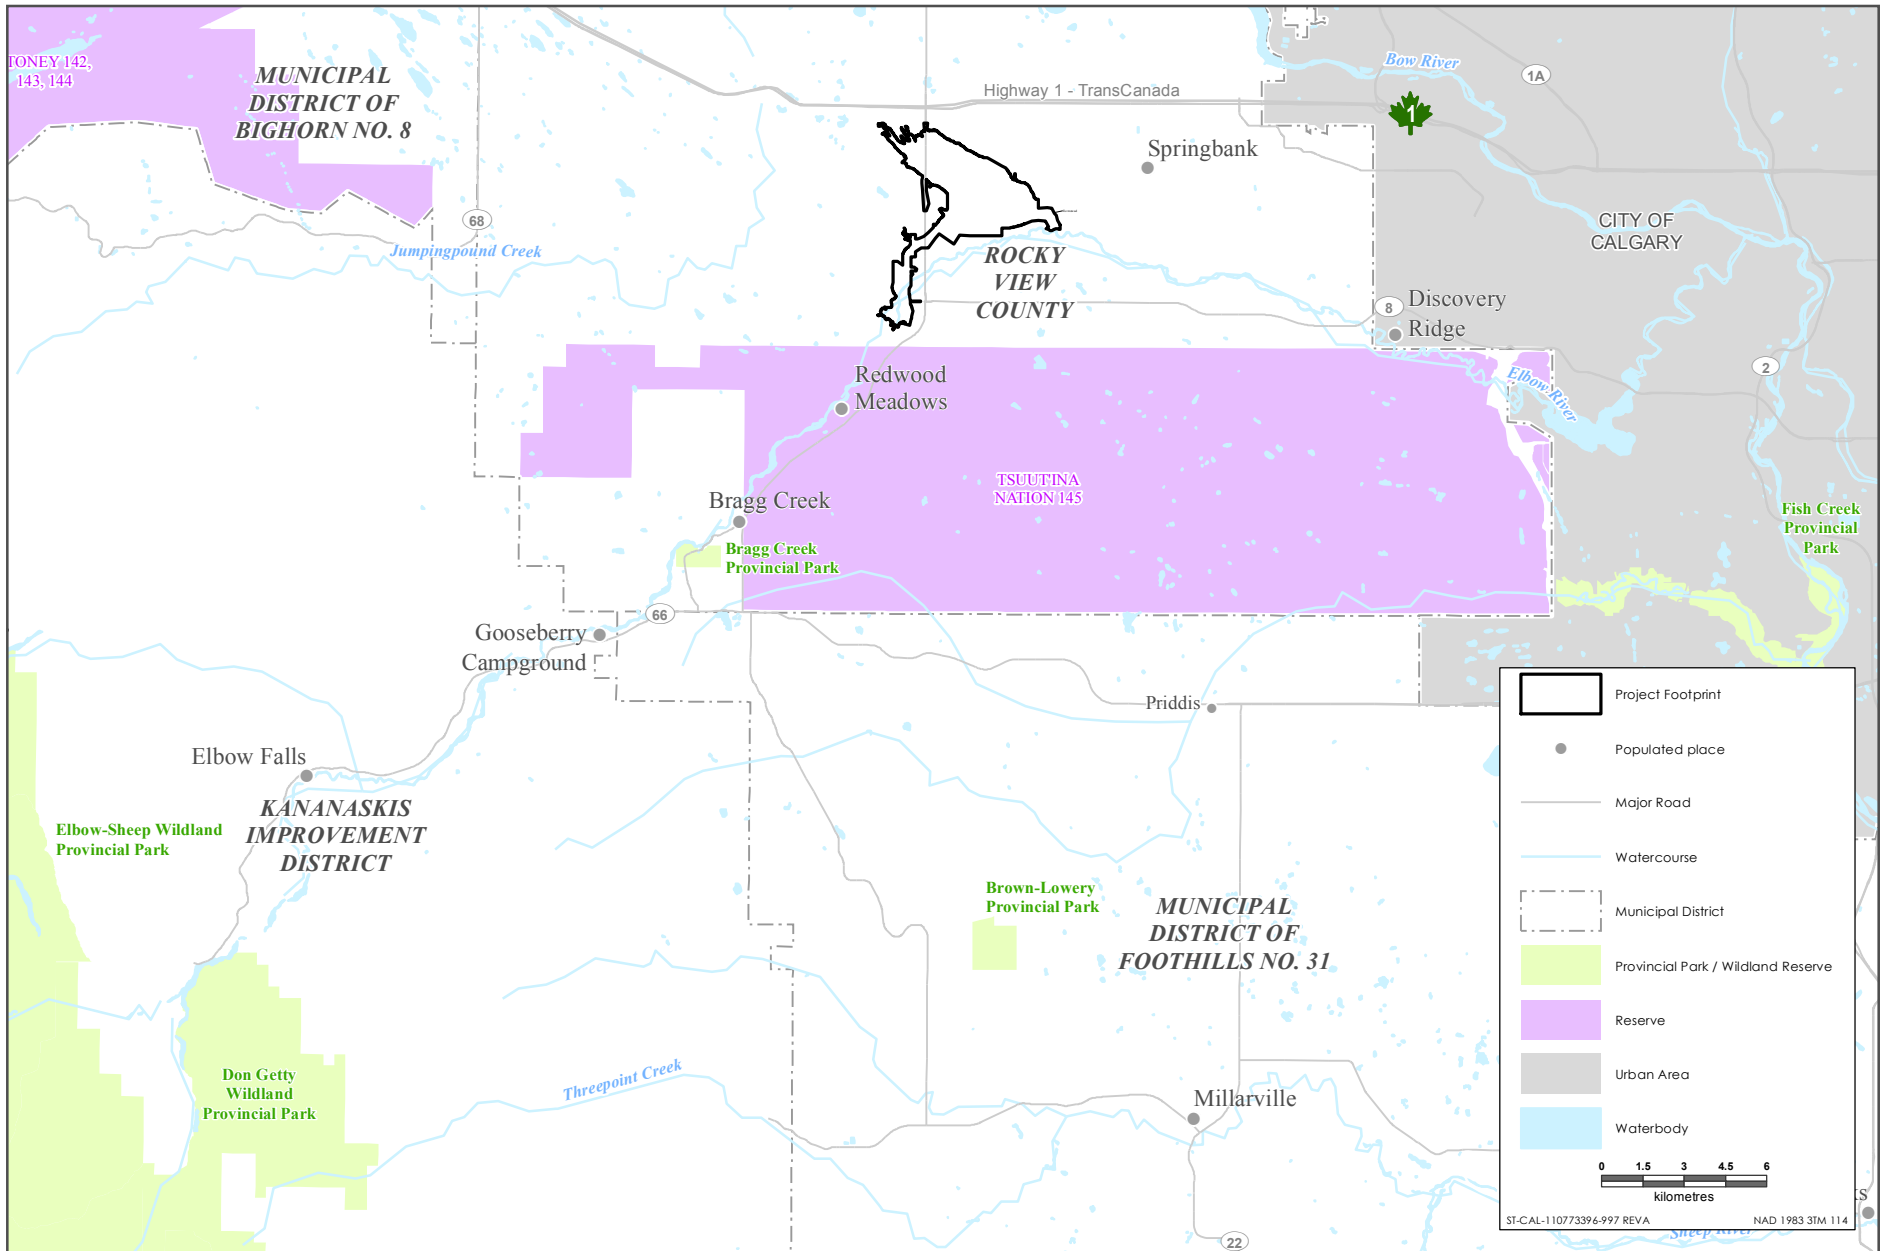 TONEY 142,
143, 144
MUNICIPAL
DISTRICT OF
BIGHORN NO. 8
Highway 1 - TransCanada
Bow River
1A
1
Springbank
CITY OF
CALGARY
68
Jumpingpound Creek
ROCKY
VIEW
COUNTY
8
Discovery
Ridge
2
Elbow River
Redwood
Meadows
TSUUT'INA
NATION 145
Bragg Creek
Bragg Creek
Provincial Park
Fish Creek
Provincial
Park
66
Gooseberry
Campground
Priddis
Elbow Falls
KANANASKIS
IMPROVEMENT
DISTRICT
Elbow-Sheep Wildland
Provincial Park
Brown-Lowery
Provincial Park
MUNICIPAL
DISTRICT OF
FOOTHILLS NO. 31
Don Getty
Wildland
Provincial Park
Threepoint Creek
Millarville
22
Project Footprint
Populated place
Major Road
Watercourse
Municipal District
Provincial Park / Wildland Reserve
Reserve
Urban Area
Waterbody
0 1.5 3 4.5 6
kilometres
ST-CAL-110773396-997 REVA
NAD 1983 3TM 114
ks
Sheep River